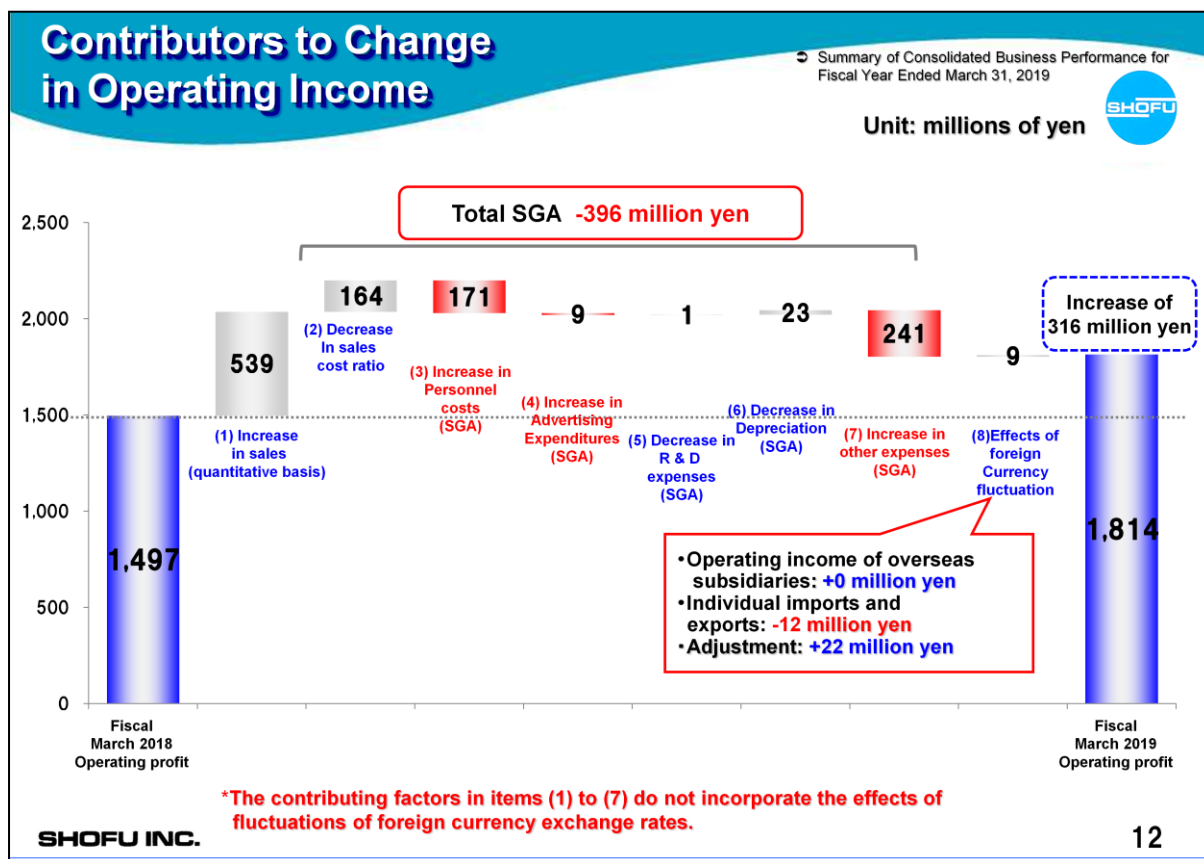 Contributors to Change
in Operating Income
➲ Summary of Consolidated Business Performance for
Fiscal Year Ended March 31, 2019
SHOFU
Unit: millions of yen
Total SGA -396 million yen
2,500
2,000
1,500
1,000
500
0
1,497
539
164
171
9
1
23
241
9
Increase of
316 million yen
1,814
(1) Increase
in sales
(quantitative basis)
(2) Decrease
In sales
cost ratio
(3) Increase in
Personnel
costs
(SGA)
(4) Increase in
Advertising
Expenditures
(SGA)
(5) Decrease in
R & D
expenses
(SGA)
(6) Decrease in
Depreciation
(SGA)
(7) Increase in
other expenses
(SGA)
(8)Effects of
foreign
Currency
fluctuation
•Operating income of overseas
subsidiaries: +0 million yen
•Individual imports and
exports: -12 million yen
・Adjustment: +22 million yen
Fiscal
March 2018
Operating profit
Fiscal
March 2019
Operating profit
*The contributing factors in items (1) to (7) do not incorporate the effects of
fluctuations of foreign currency exchange rates.
SHOFU INC.
12